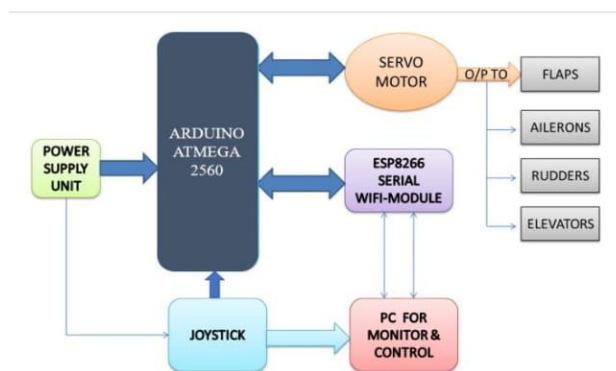 SERVO
MOTOR
O/P TO
FLAPS
ARDUINO
ATMEGA
2560
AILERONS
POWER
SUPPLY
UNIT
ESP8266
SERIAL
WIFI-MODULE
RUDDERS
ELEVATORS
JOYSTICK
PC FOR
MONITOR &
CONTROL